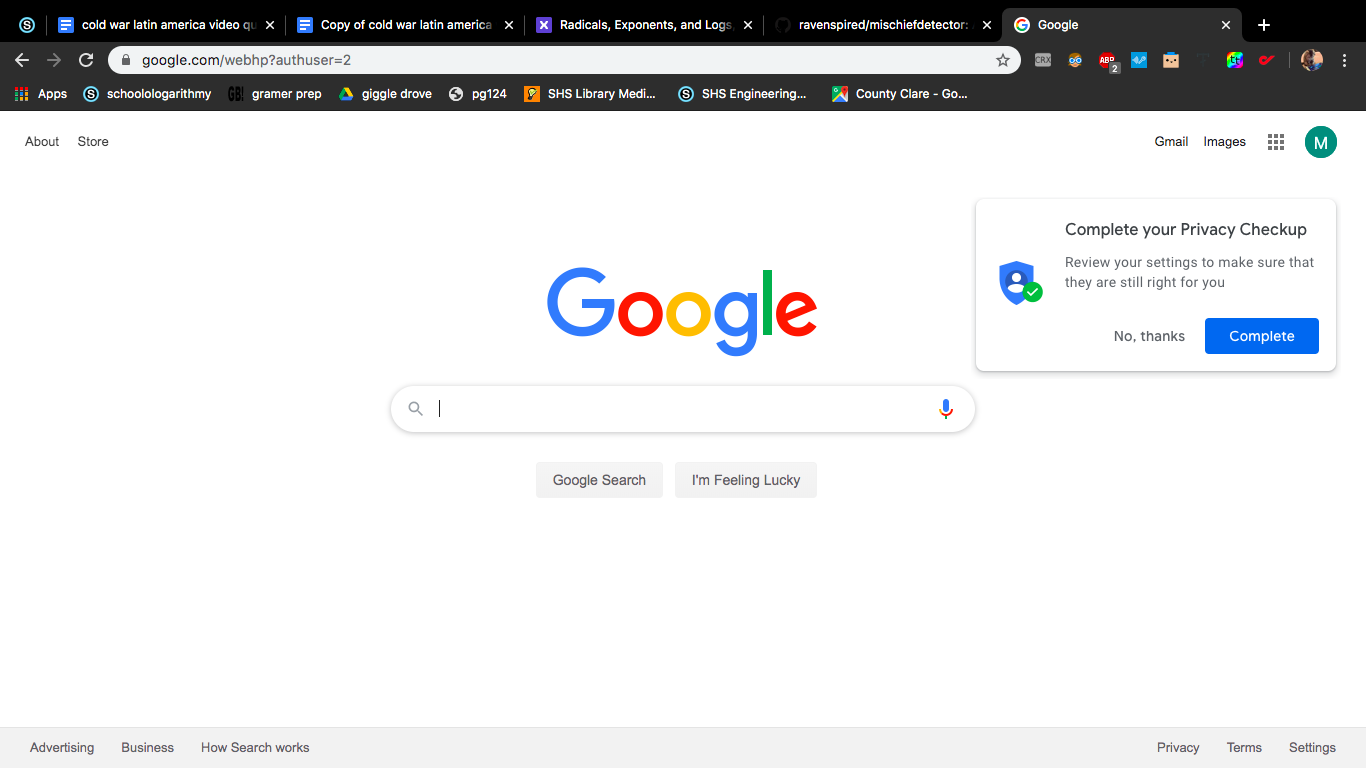 cold war latin america video qu
Copy of cold war latin america
Radicals, Exponents, and Logs,
ravenspired/mischiefdetector:
Google
google.com/webhp?authuser=2
CRX
ABP
2
Apps
schoolologarithmy
GB!
gramer prep
giggle drove
pg124
SHS Library Medi...
SHS Engineering...
County Clare - Go...
About
Store
Gmail
Images
M
Complete your Privacy Checkup
Review your settings to make sure that
they are still right for you
No, thanks
Complete
Google
Google Search
I'm Feeling Lucky
Advertising
Business
How Search works
Privacy
Terms
Settings